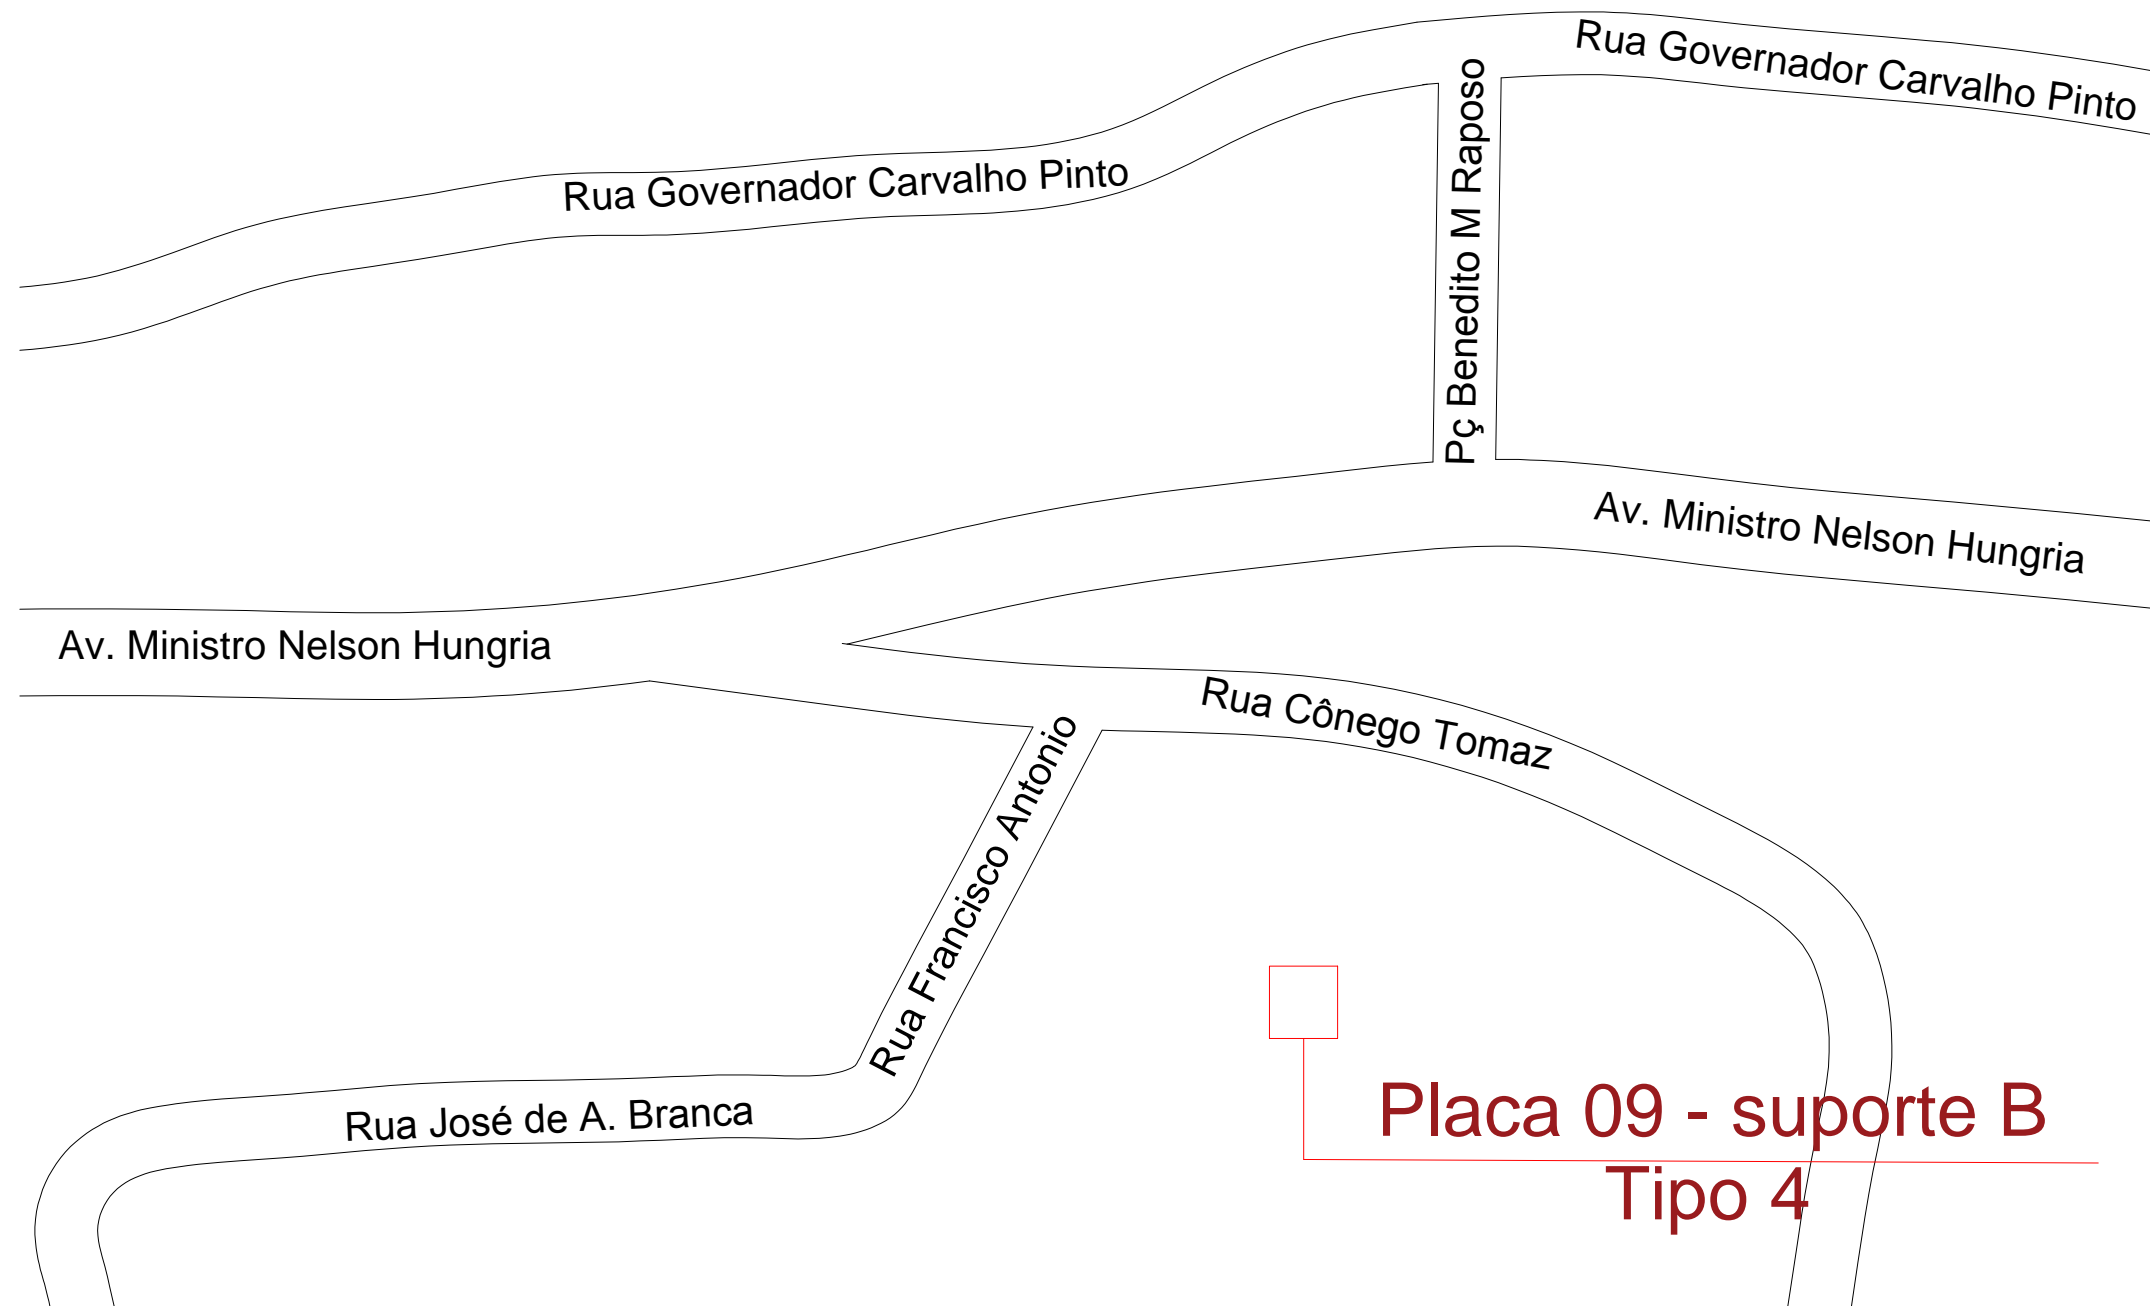 Rua Governador Carvalho Pinto
Rua Governador Carvalho Pinto
Pç Benedito M Raposo
Av. Ministro Nelson Hungria
Av. Ministro Nelson Hungria
Rua Cônego Tomaz
Rua Francisco Antonio
Rua José de A. Branca
Placa 09 - suporte B
Tipo 4